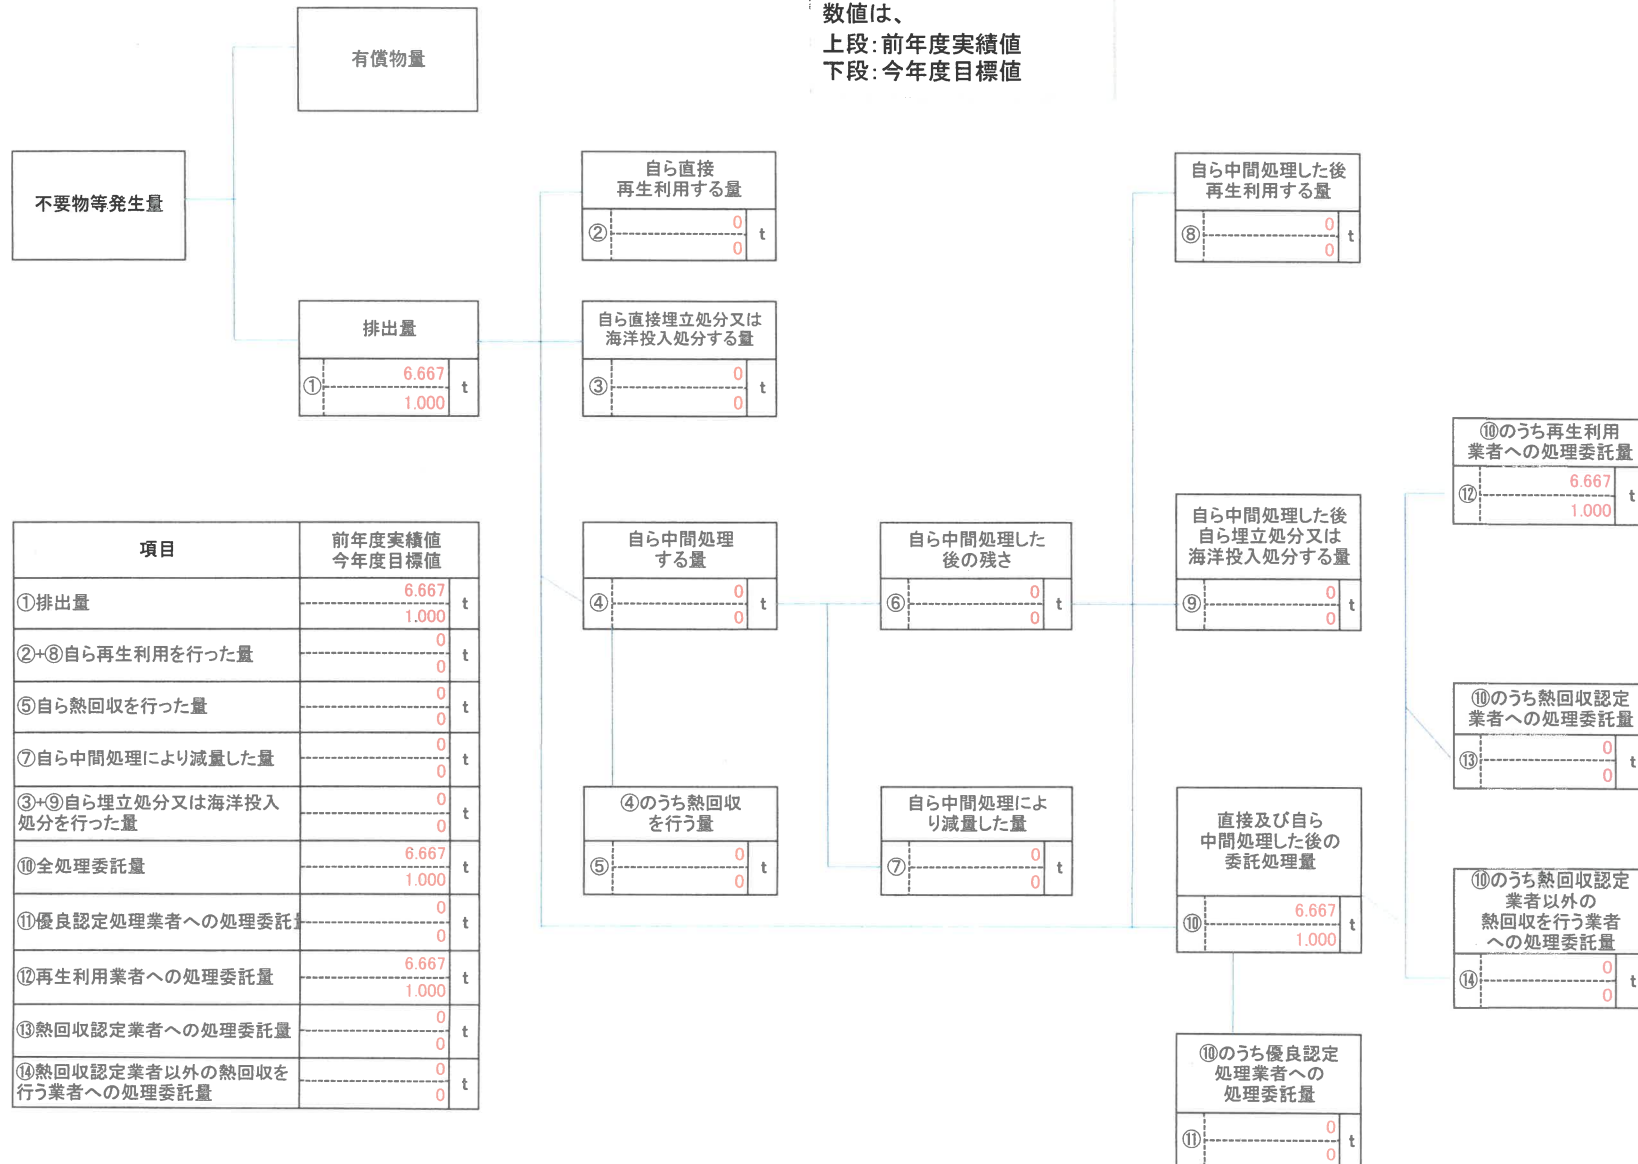 数値は、
上段：前年度実績値
下段：今年度目標値
有償物量
不要物等発生量
排出量
①
6.667
1.000
t
自ら直接
再生利用する量
②
0
0
t
自ら直接埋立処分又は
海洋投入処分する量
③
0
0
t
自ら中間処理
する量
④
0
0
t
④のうち熱回収
を行う量
⑤
0
0
t
自ら中間処理した
後の残さ
⑥
0
0
t
自ら中間処理によ
り減量した量
⑦
0
0
t
自ら中間処理した後
再生利用する量
⑧
0
0
t
自ら中間処理した後
自ら埋立処分又は
海洋投入処分する量
⑨
0
0
t
直接及び自ら
中間処理した後の
委託処理量
⑩
6.667
1.000
t
⑩のうち優良認定
処理業者への
処理委託量
⑪
0
0
t
⑩のうち再生利用
業者への処理委託量
⑫
6.667
1.000
t
⑩のうち熱回収認定
業者への処理委託量
⑬
0
0
t
⑩のうち熱回収認定
業者以外の
熱回収を行う業者
への処理委託量
⑭
0
0
t
項目
前年度実績値
今年度目標値
①排出量
6.667
1.000
t
②+⑧自ら再生利用を行った量
0
0
t
⑤自ら熱回収を行った量
0
0
t
⑦自ら中間処理により減量した量
0
0
t
③+⑨自ら埋立処分又は海洋投入
処分を行った量
0
0
t
⑩全処理委託量
6.667
1.000
t
⑪優良認定処理業者への処理委託
0
0
t
⑫再生利用業者への処理委託量
6.667
1.000
t
⑬熱回収認定業者への処理委託量
0
0
t
⑭熱回収認定業者以外の熱回収を
行う業者への処理委託量
0
0
t